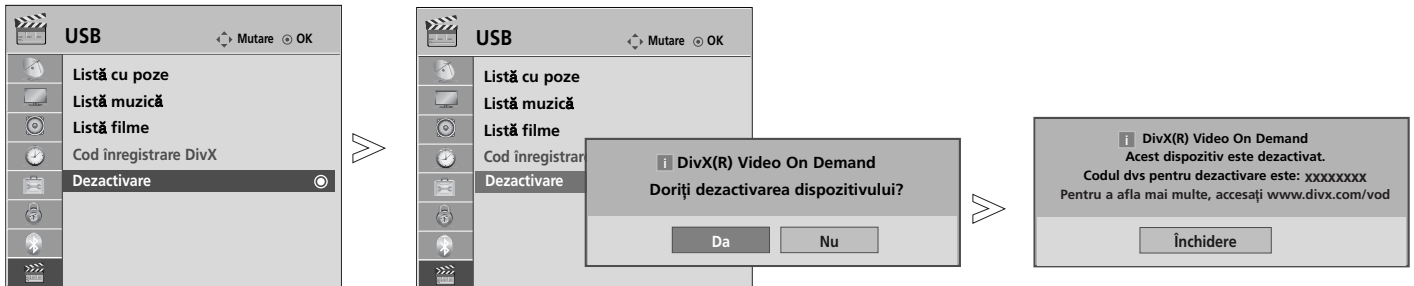 USB
Mutare OK
Listă cu poze
Listă muzică
Listă filme
Cod înregistrare DivX
Dezactivare
USB
Mutare OK
Listă cu poze
Listă muzică
Listă filme
Cod înregistrar
Dezactivare
i DivX(R) Video On Demand
Doriţi dezactivarea dispozitivului?
Da Nu
i DivX(R) Video On Demand
Acest dispozitiv este dezactivat.
Codul dvs pentru dezactivare este: xxxxxxxx
Pentru a afla mai multe, accesaţi www.divx.com/vod
Închidere